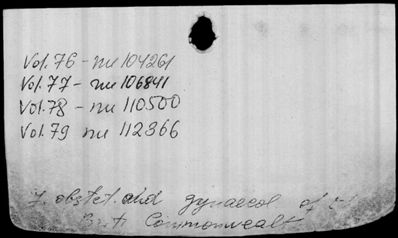 Vol. 76 - nu 104261
Vol. 77 - nu 106841
Vol. 78 - nu 110500
Vol. 79 nu 112366
J. obstet. and gynaecol of
Brit. Commonwealth